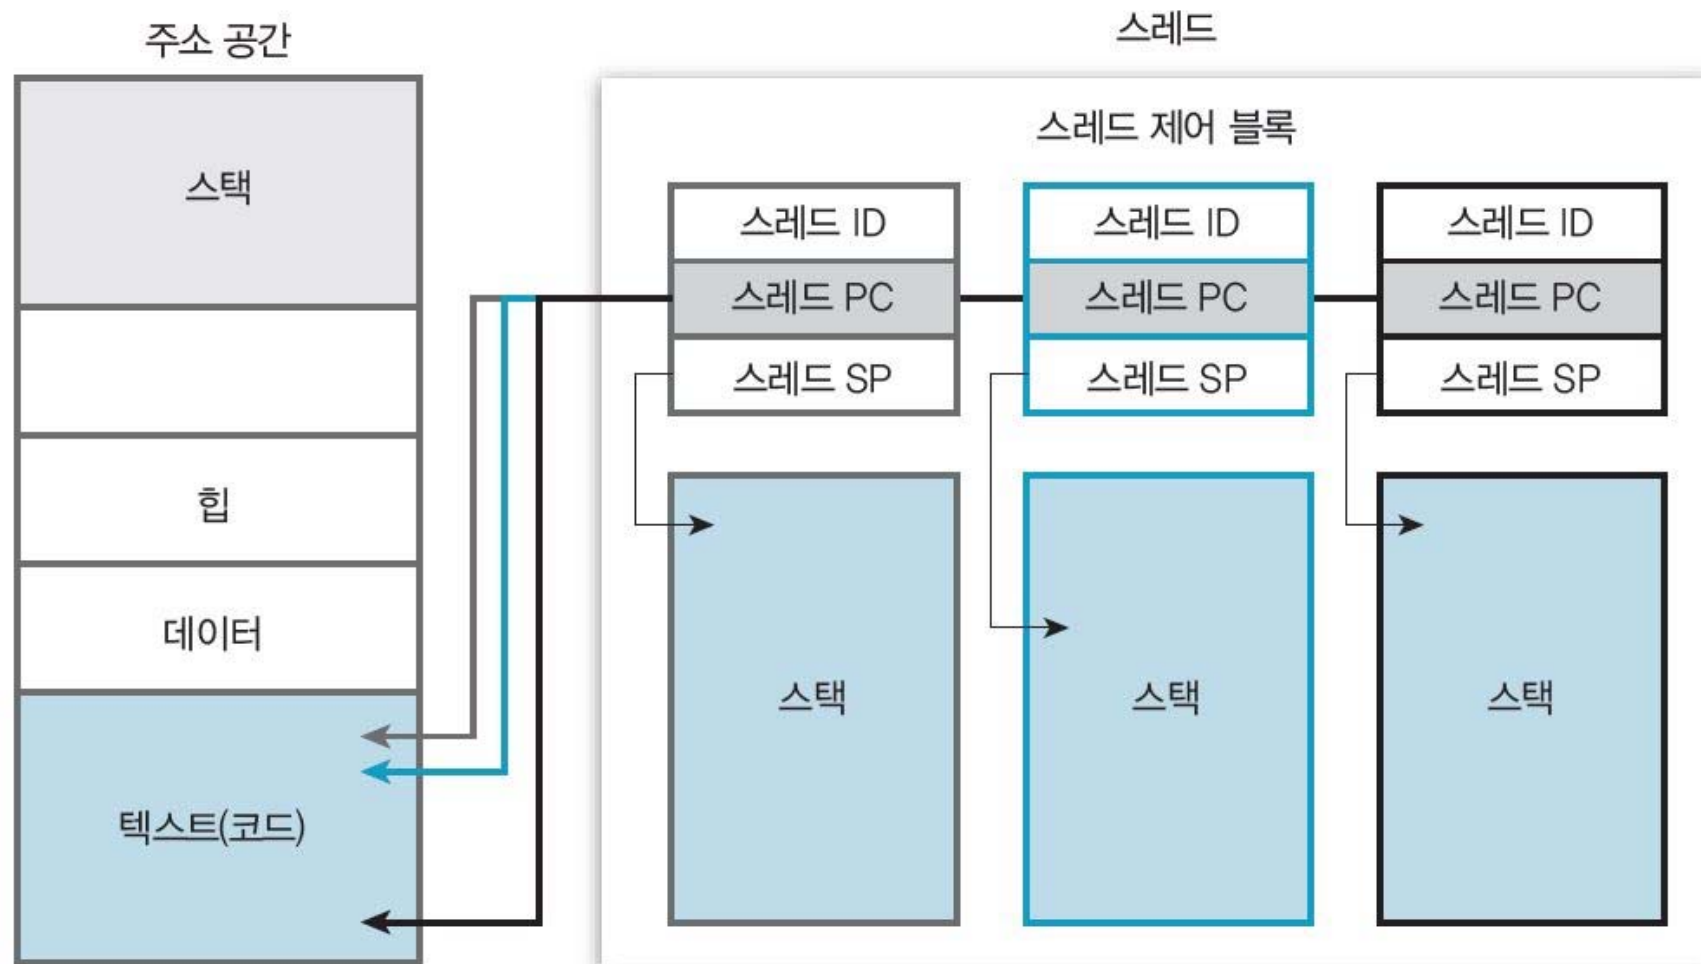 주소 공간
스택
힙
데이터
텍스트(코드)
스레드
스레드 제어 블록
스레드 ID
스레드 PC
스레드 SP
스택
스레드 ID
스레드 PC
스레드 SP
스택
스레드 ID
스레드 PC
스레드 SP
스택